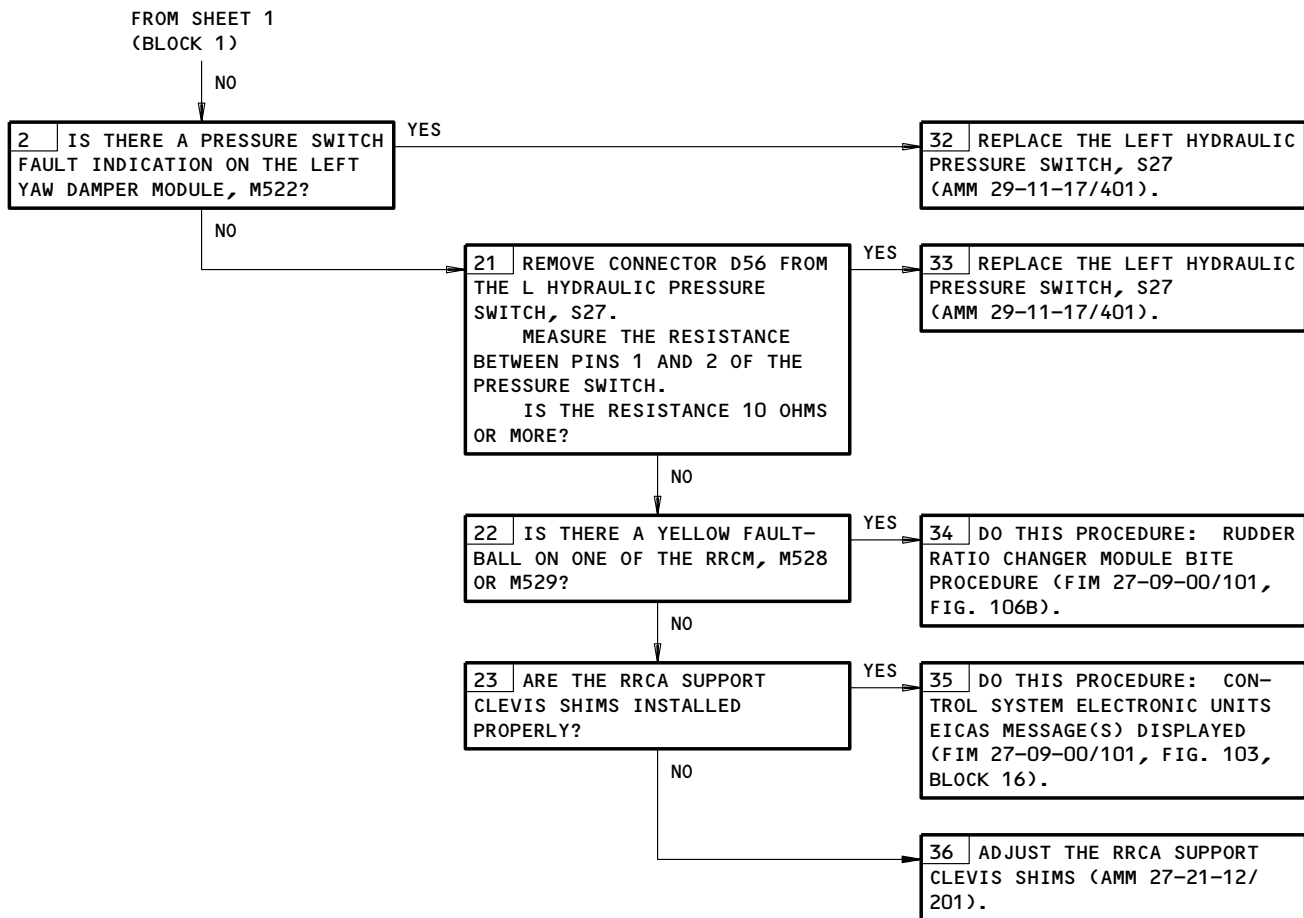 FROM SHEET 1
(BLOCK 1)
NO
2 IS THERE A PRESSURE SWITCH
FAULT INDICATION ON THE LEFT
YAW DAMPER MODULE, M522?
YES
32 REPLACE THE LEFT HYDRAULIC
PRESSURE SWITCH, S27
(AMM 29-11-17/401).
NO
21 REMOVE CONNECTOR D56 FROM
THE L HYDRAULIC PRESSURE
SWITCH, S27.
MEASURE THE RESISTANCE
BETWEEN PINS 1 AND 2 OF THE
PRESSURE SWITCH.
IS THE RESISTANCE 10 OHMS
OR MORE?
YES
33 REPLACE THE LEFT HYDRAULIC
PRESSURE SWITCH, S27
(AMM 29-11-17/401).
NO
22 IS THERE A YELLOW FAULT-
BALL ON ONE OF THE RRCM, M528
OR M529?
YES
34 DO THIS PROCEDURE: RUDDER
RATIO CHANGER MODULE BITE
PROCEDURE (FIM 27-09-00/101,
FIG. 106B).
NO
23 ARE THE RRCA SUPPORT
CLEVIS SHIMS INSTALLED
PROPERLY?
YES
35 DO THIS PROCEDURE: CON-
TROL SYSTEM ELECTRONIC UNITS
EICAS MESSAGE(S) DISPLAYED
(FIM 27-09-00/101, FIG. 103,
BLOCK 16).
NO
36 ADJUST THE RRCA SUPPORT
CLEVIS SHIMS (AMM 27-21-12/
201).